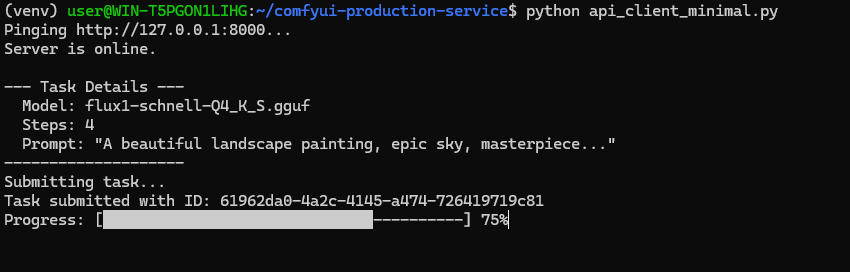 (venv) user@WIN-T5PGON1LIHG:~/comfyui-production-service$ python api_client_minimal.py
Pinging http://127.0.0.1:8000...
Server is online.
--- Task Details ---
  Model: flux1-schnell-Q4_K_S.gguf
  Steps: 4
  Prompt: "A beautiful landscape painting, epic sky, masterpiece..."
--------------------
Submitting task...
Task submitted with ID: 61962da0-4a2c-4145-a474-726419719c81
Progress: [██████████████████████████████----------] 75%